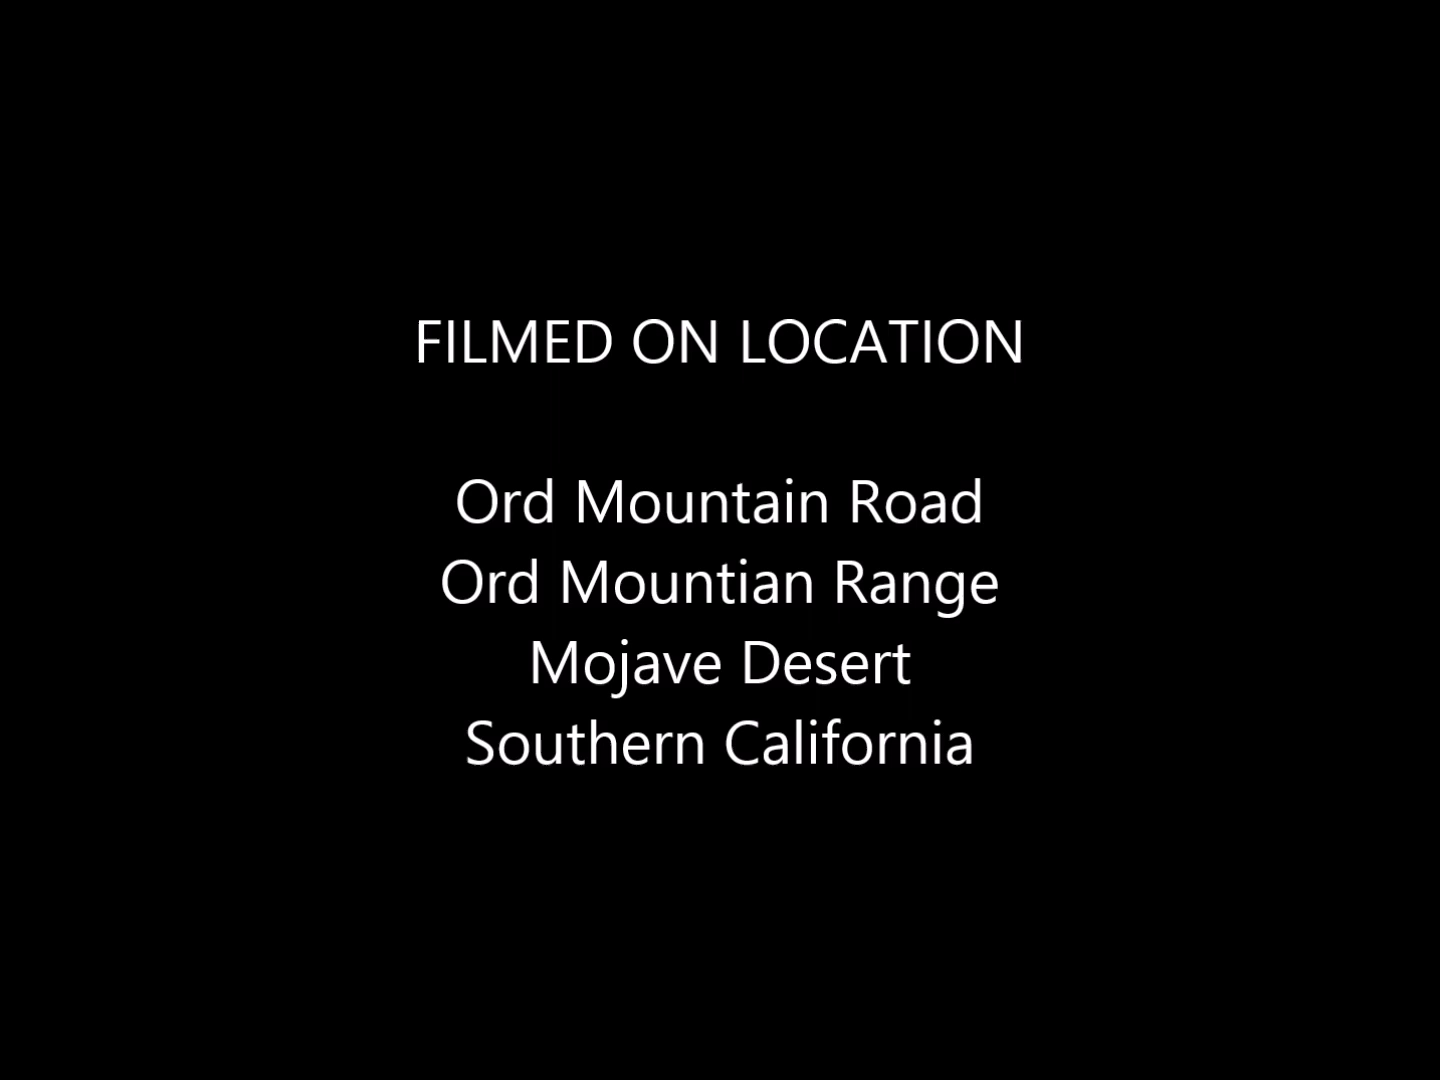 FILMED ON LOCATION
Ord Mountain Road
Ord Mountian Range
Mojave Desert
Southern California